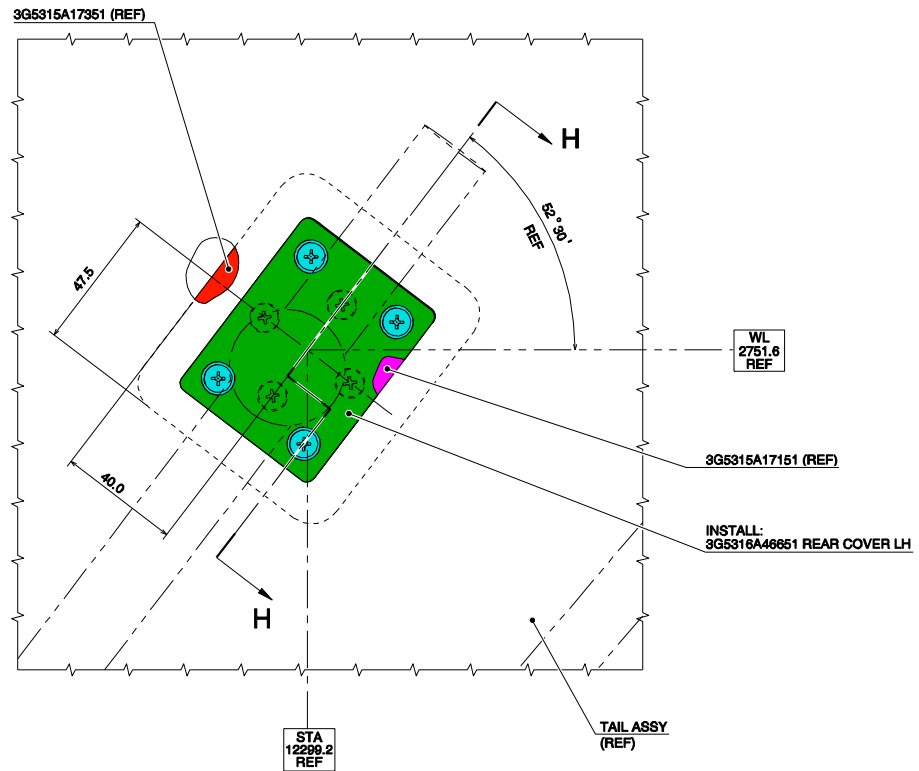 3G5315A17351 (REF)
H
52 ° 30 '
REF
47.5
WL
2751.6
REF
3G5315A17151 (REF)
40.0
INSTALL:
3G5316A46651 REAR COVER LH
H
TAIL ASSY
(REF)
STA
12299.2
REF